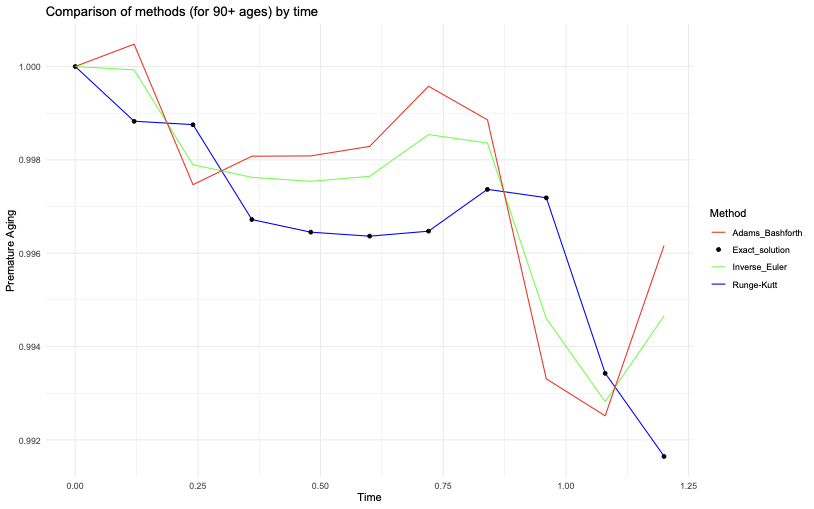 Comparison of methods (for 90+ ages) by time
Premature Aging
1.000
0.998
0.996
0.994
0.992
0.00
0.25
0.50
0.75
1.00
1.25
Time
Method
Adams_Bashforth
Exact_solution
Inverse_Euler
Runge-Kutt